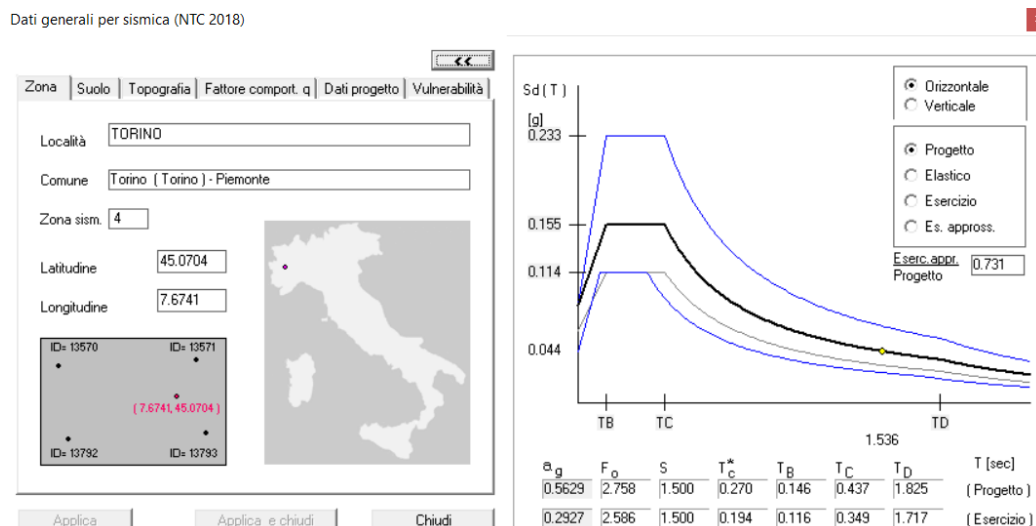 Dati generali per sismica (NTC 2018)
<<
Zona Suolo Topografia Fattore comport. q Dati progetto Vulnerabilità
Località TORINO
Comune Torino ( Torino ) - Piemonte
Zona sism. 4
Latitudine 45.0704
Longitudine 7.6741
ID= 13570 ID= 13571
( 7.6741, 45.0704 )
ID= 13792 ID= 13793
Applica Applica e chiudi Chiudi
Sd ( T )
[g]
0.233
0.155
0.114
0.044
TB TC TD
1.536
Orizzontale
Verticale
Progetto
Elastico
Esercizio
Es. appross.
Eserc.appr.
Progetto
0.731
ag Fo S Tc* TB TC TD T [sec]
0.5629 2.758 1.500 0.270 0.146 0.437 1.825 ( Progetto )
0.2927 2.586 1.500 0.194 0.116 0.349 1.717 ( Esercizio